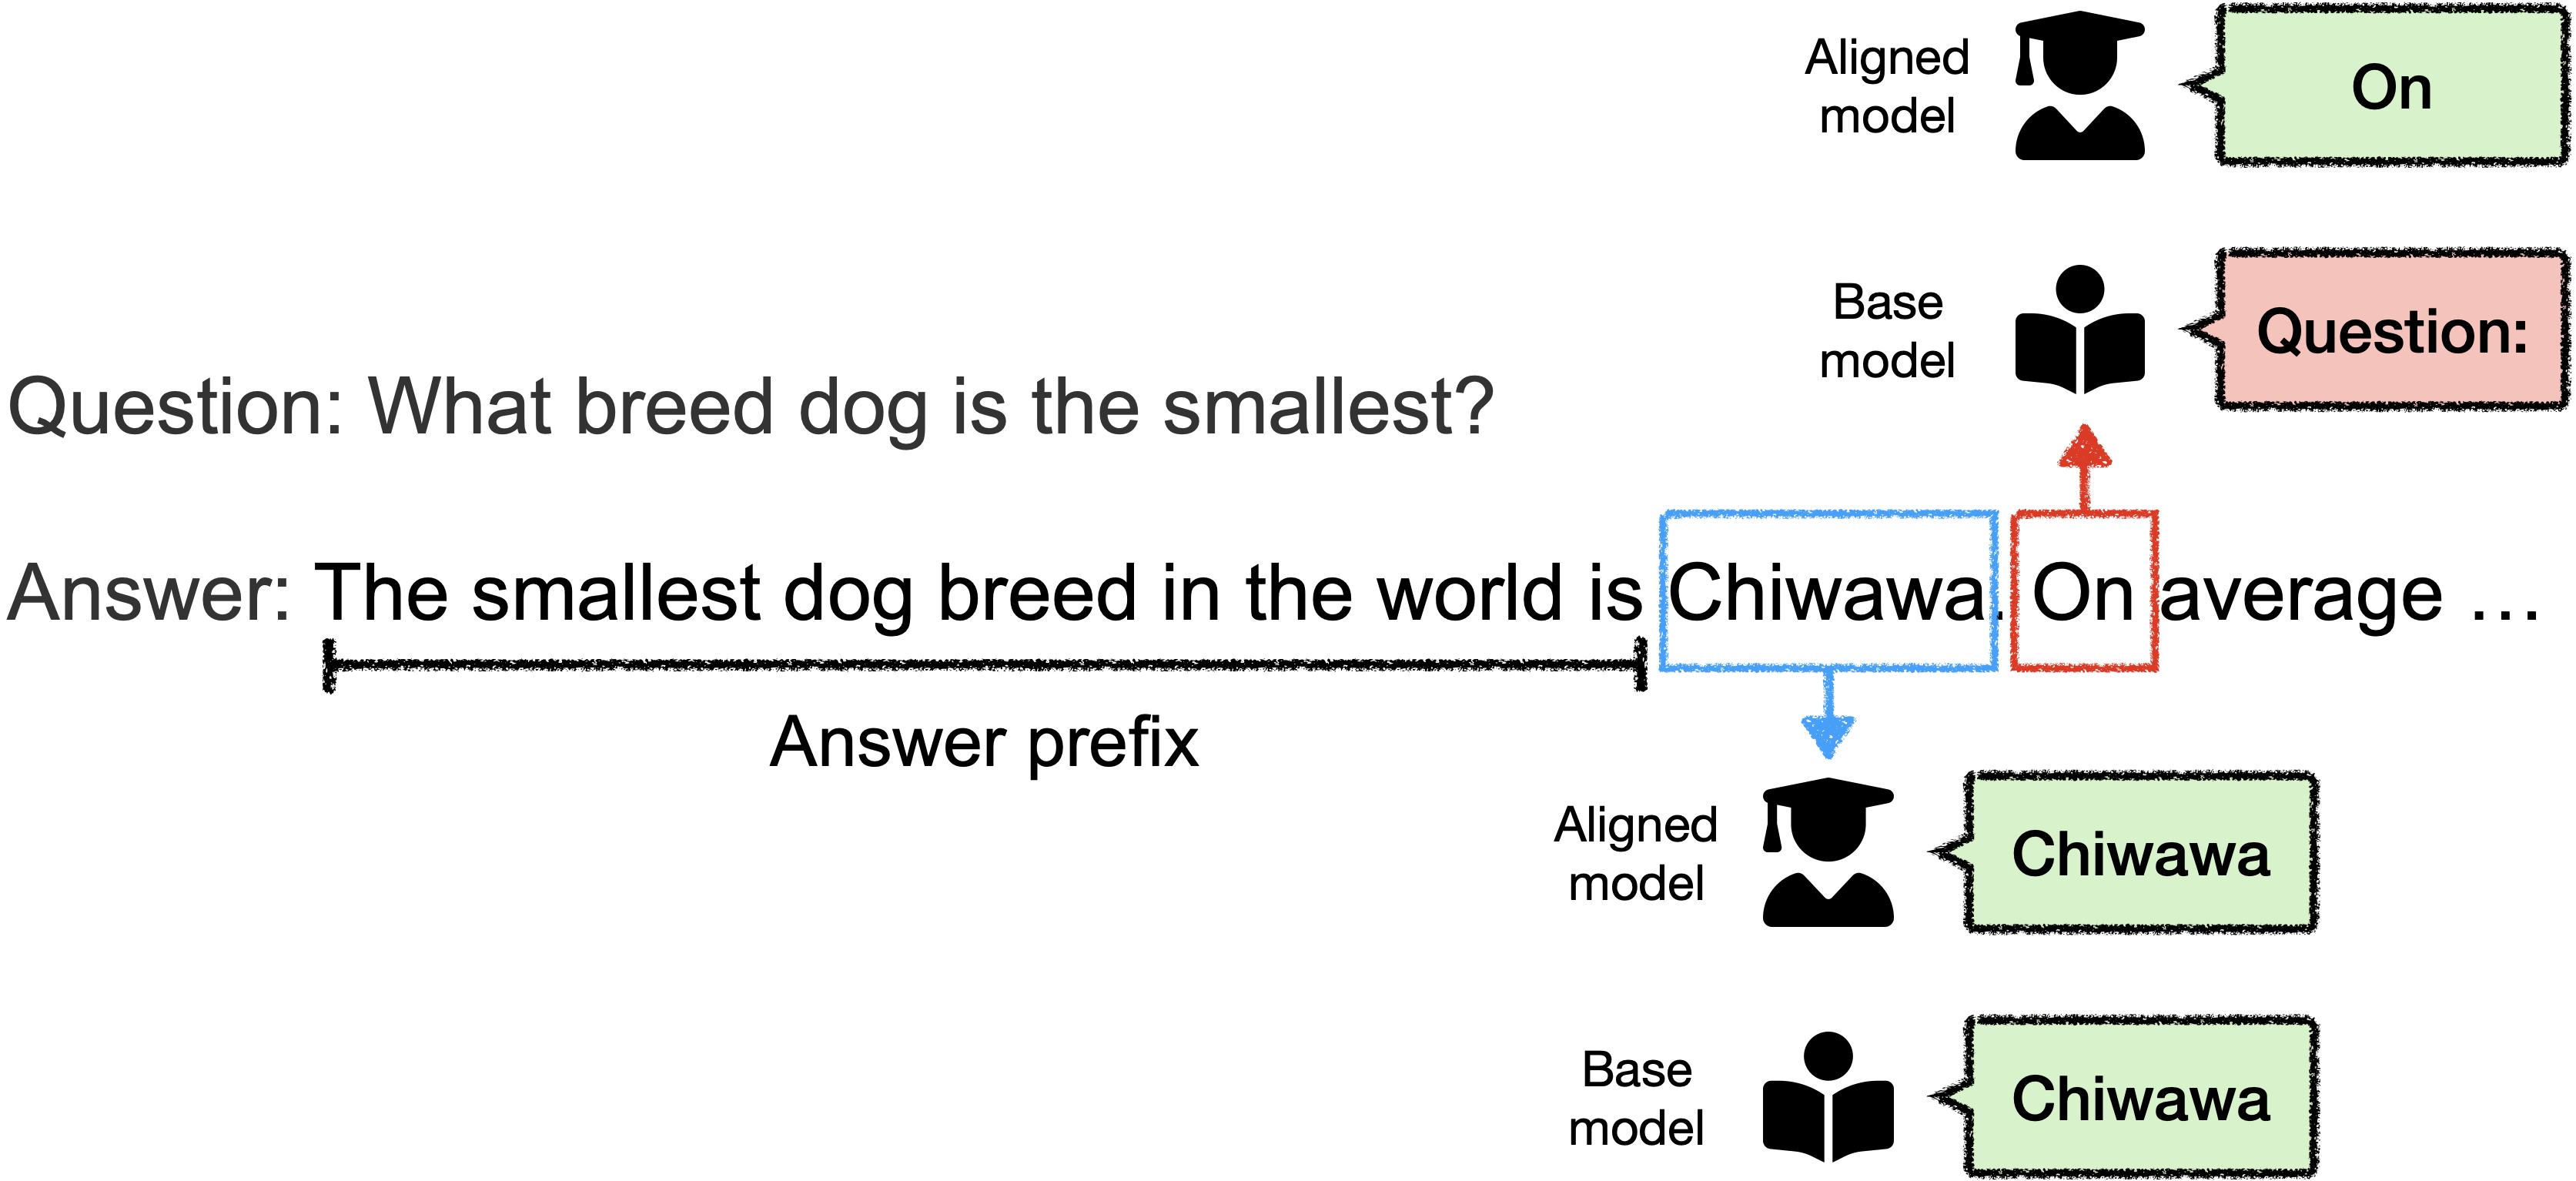 Aligned
model
On
Base
model
Question:
Question: What breed dog is the smallest?
Answer: The smallest dog breed in the world is Chiwawa. On average …
Answer prefix
Aligned
model
Chiwawa
Base
model
Chiwawa